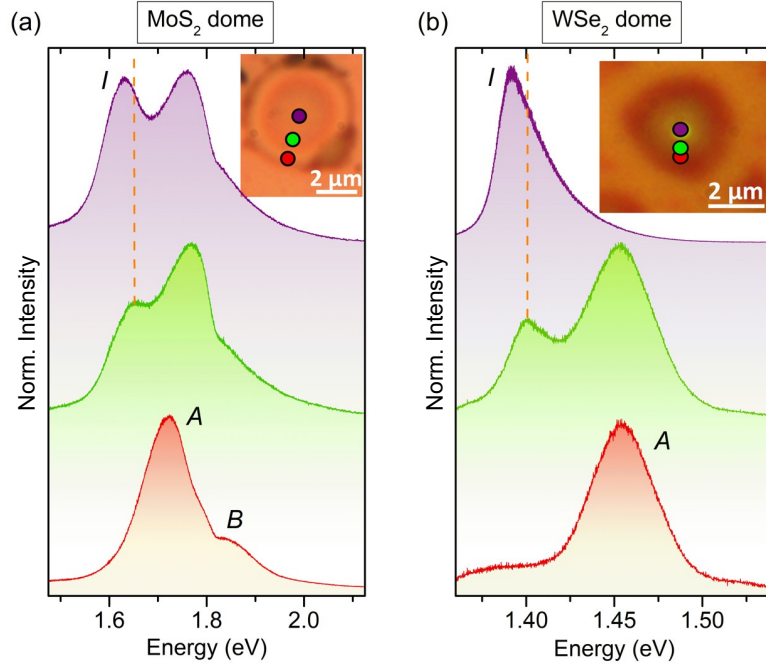 (a)
MoS₂ dome
I
2 μm
A
B
Norm. Intensity
1.6
1.8
2.0
Energy (eV)
(b)
WSe₂ dome
I
2 μm
A
Norm. Intensity
1.40
1.45
1.50
Energy (eV)